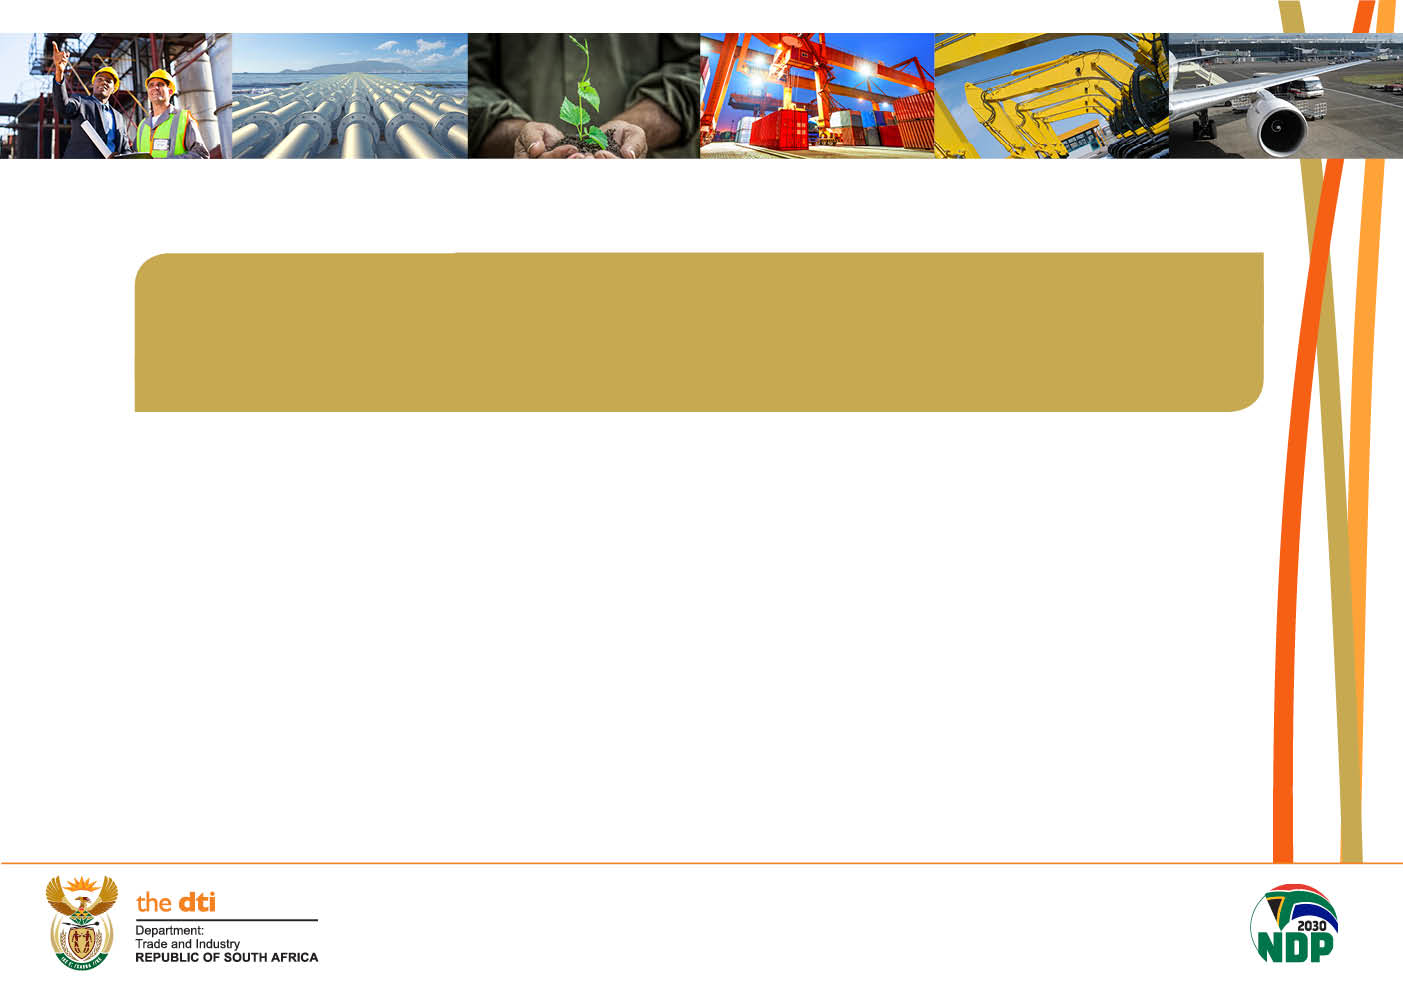 the dti
Department:
Trade and Industry
REPUBLIC OF SOUTH AFRICA
2030
NDP